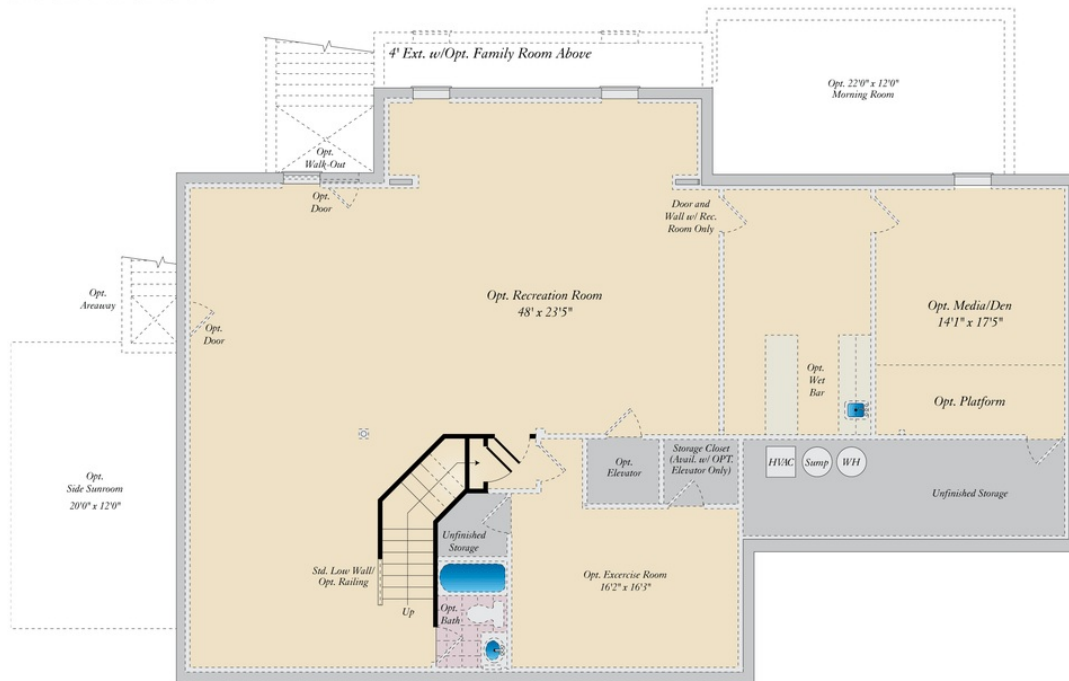 4' Ext. w/Opt. Family Room Above
Opt. 22'0" x 12'0"
Morning Room
Opt.
Walk-Out
Opt.
Door
Door and
Wall w/ Rec.
Room Only
Opt.
Areaway
Opt.
Door
Opt. Recreation Room
48' x 23'5"
Opt. Media/Den
14'1" x 17'5"
Opt.
Wet
Bar
Opt. Platform
Opt.
Side Sunroom
20'0" x 12'0"
Opt.
Elevator
Storage Closet
(Avail. w/ OPT.
Elevator Only)
HVAC
Sump
WH
Unfinished Storage
Unfinished
Storage
Std. Low Wall/
Opt. Railing
Up
Opt.
Bath
Opt. Excercise Room
16'2" x 16'3"